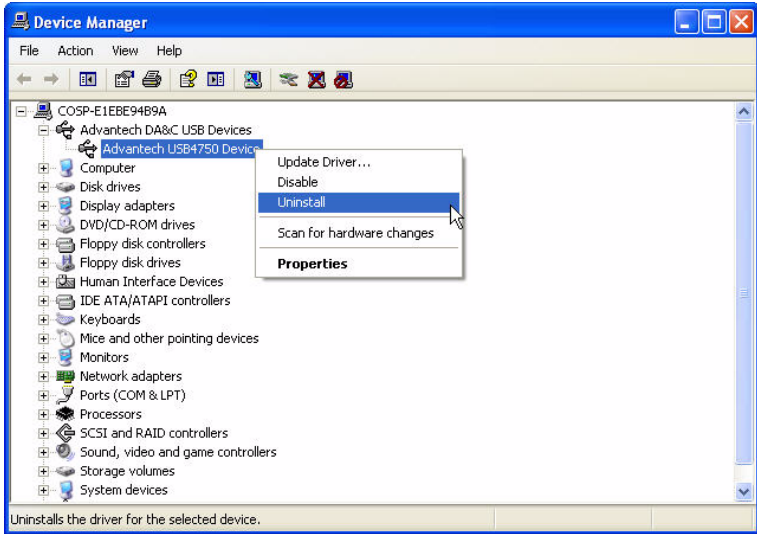 Device Manager
File Action View Help
COSP-E1EBE94B9A
Advantech DA&C USB Devices
Advantech USB4750 Device
Computer
Disk drives
Display adapters
DVD/CD-ROM drives
Floppy disk controllers
Floppy disk drives
Human Interface Devices
IDE ATA/ATAPI controllers
Keyboards
Mice and other pointing devices
Monitors
Network adapters
Ports (COM & LPT)
Processors
SCSI and RAID controllers
Sound, video and game controllers
Storage volumes
System devices
Update Driver...
Disable
Uninstall
Scan for hardware changes
Properties
Uninstalls the driver for the selected device.